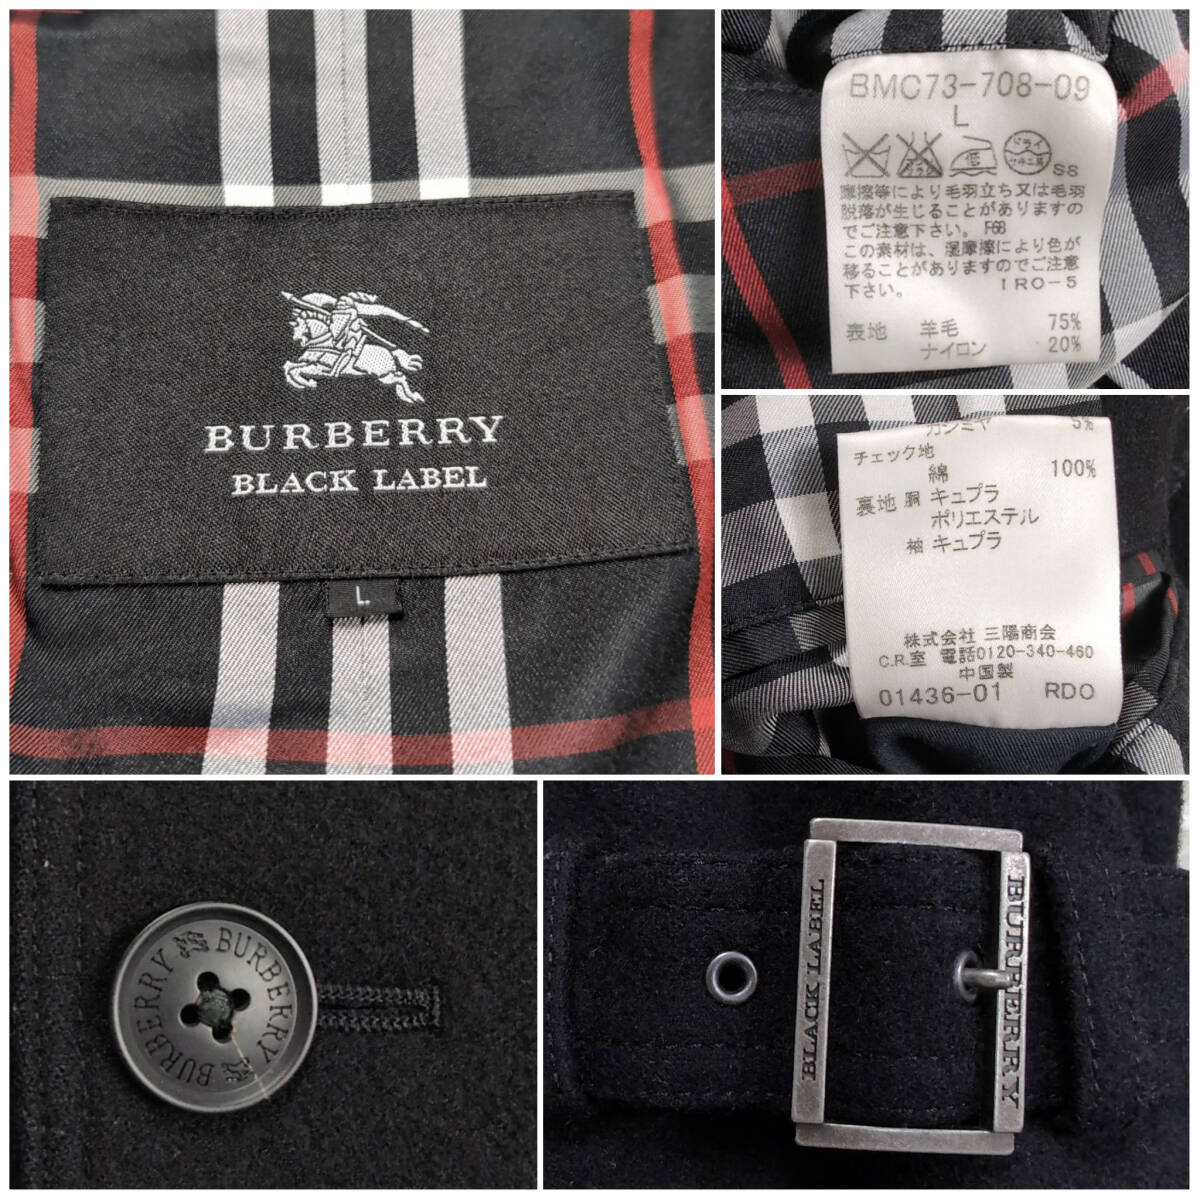 BURBERRY
BLACK LABEL
L
BMC73-708-09
L
ドライ
SS
摩擦等により毛羽立ち又は毛羽
脱落が生じることがありますの
でご注意下さい。 F68
この素材は、湿摩擦により色が
移ることがありますのでご注意
下さい。 IRO-5
表地 羊毛 75%
ナイロン 20%
カシミヤ 5%
チェック地
綿 100%
裏地 胴 キュプラ
ポリエステル
袖 キュプラ
株式会社 三陽商会
C.R.室 電話0120-340-460
中国製
01436-01 RDO
BURBERRY
BURBERRY
BLACK LABEL
BURBERRY